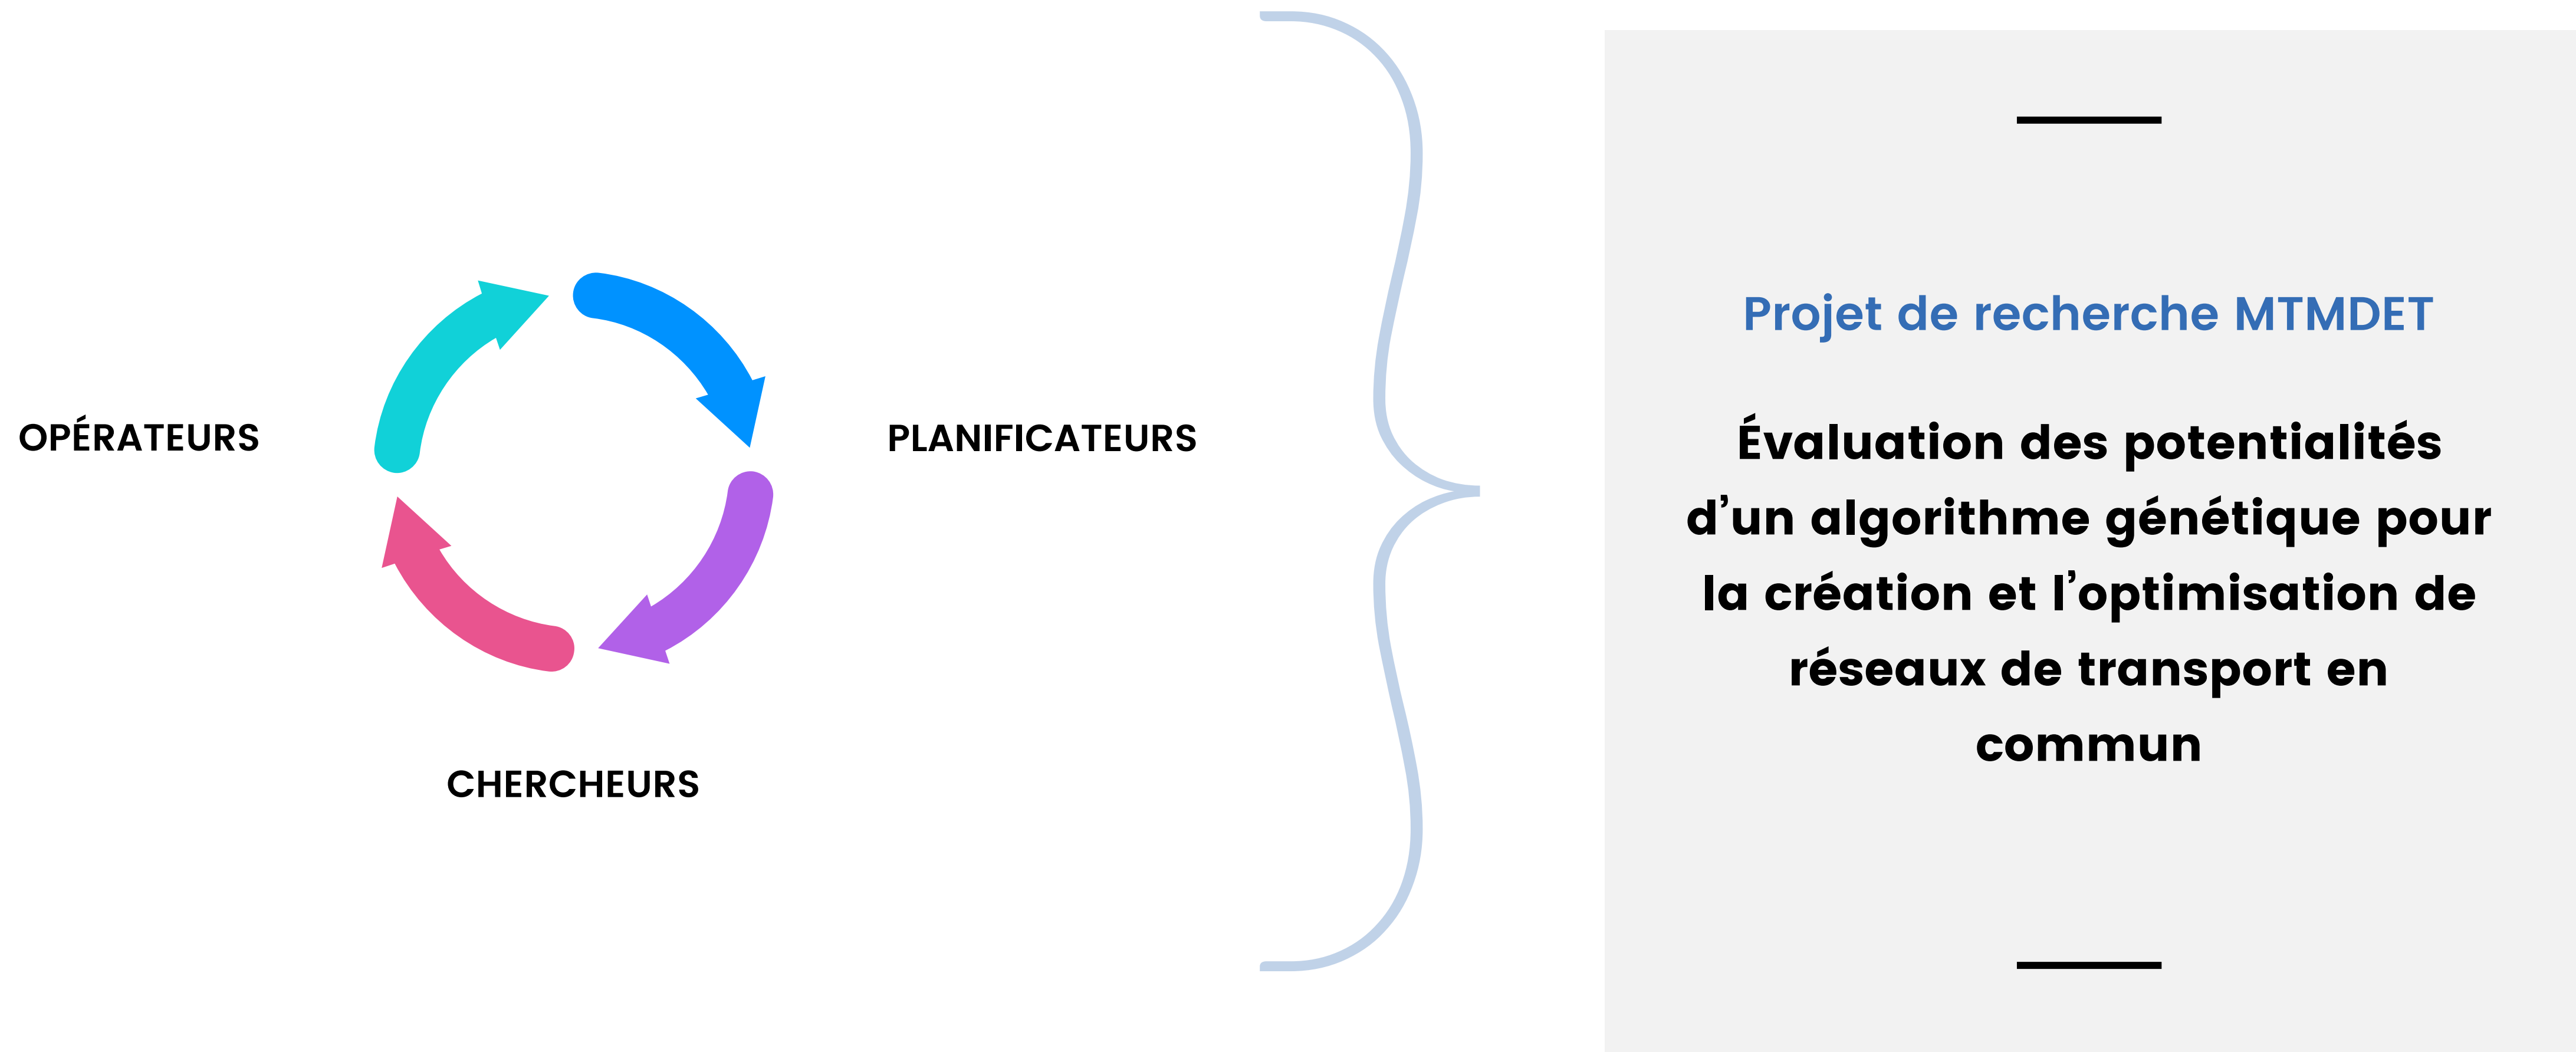 OPÉRATEURS
PLANIFICATEURS
CHERCHEURS
Projet de recherche MTMDET
Évaluation des potentialités
d’un algorithme génétique pour
la création et l’optimisation de
réseaux de transport en
commun